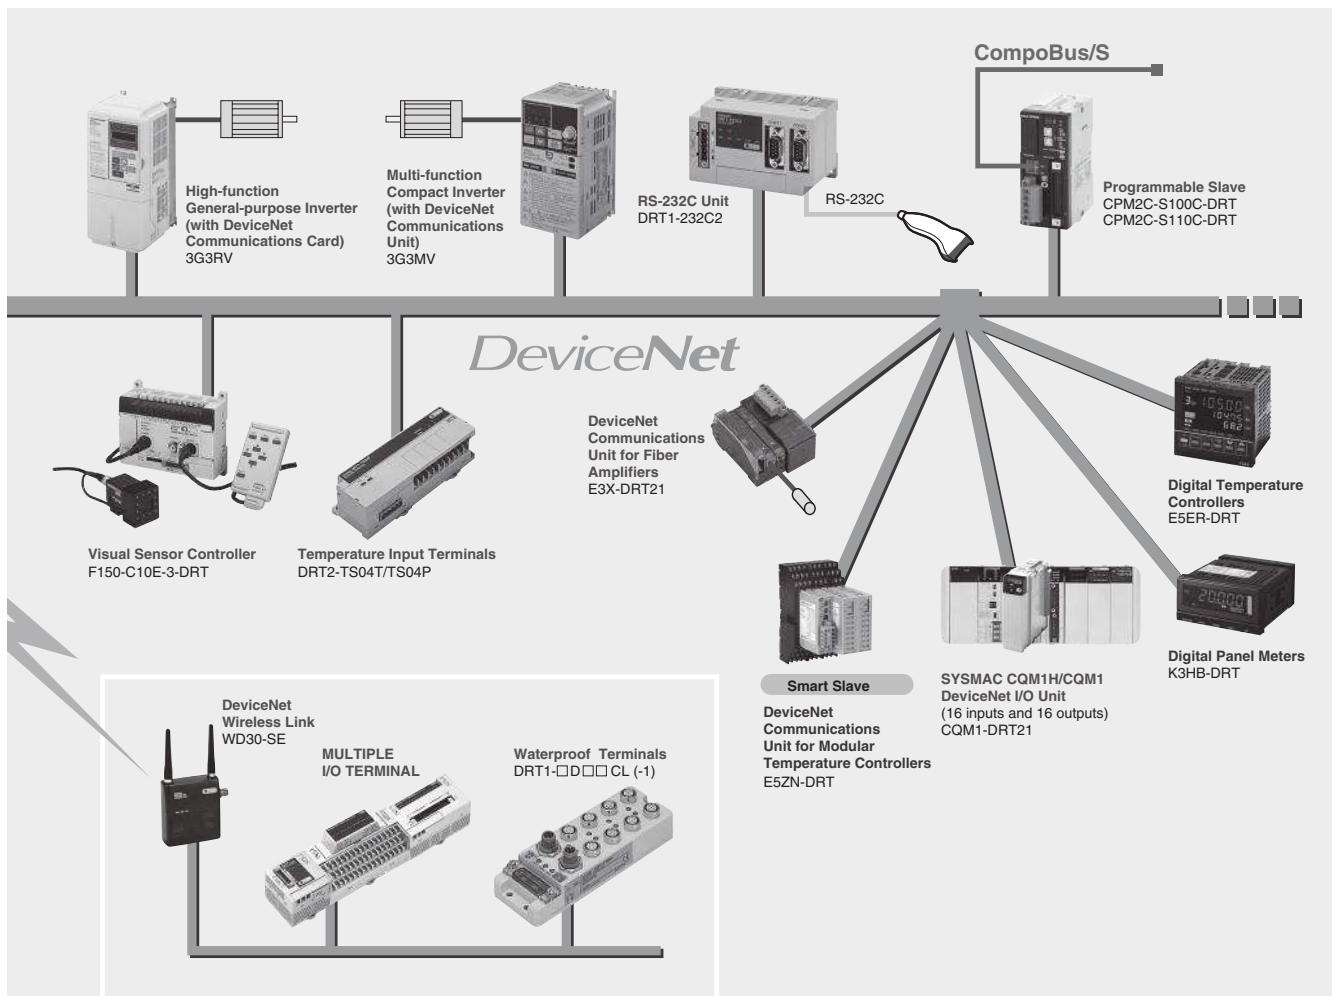 CompoBus/S
High-function
General-purpose Inverter
(with DeviceNet
Communications Card)
3G3RV
Multi-function
Compact Inverter
(with DeviceNet
Communications
Unit)
3G3MV
RS-232C Unit
DRT1-232C2
RS-232C
Programmable Slave
CPM2C-S100C-DRT
CPM2C-S110C-DRT
DeviceNet
Visual Sensor Controller
F150-C10E-3-DRT
Temperature Input Terminals
DRT2-TS04T/TS04P
DeviceNet
Communications
Unit for Fiber
Amplifiers
E3X-DRT21
Digital Temperature
Controllers
E5ER-DRT
Digital Panel Meters
K3HB-DRT
Smart Slave
DeviceNet
Communications
Unit for Modular
Temperature Controllers
E5ZN-DRT
SYSMAC CQM1H/CQM1
DeviceNet I/O Unit
(16 inputs and 16 outputs)
CQM1-DRT21
DeviceNet
Wireless Link
WD30-SE
MULTIPLE
I/O TERMINAL
Waterproof Terminals
DRT1-□D□□CL (-1)
20.000